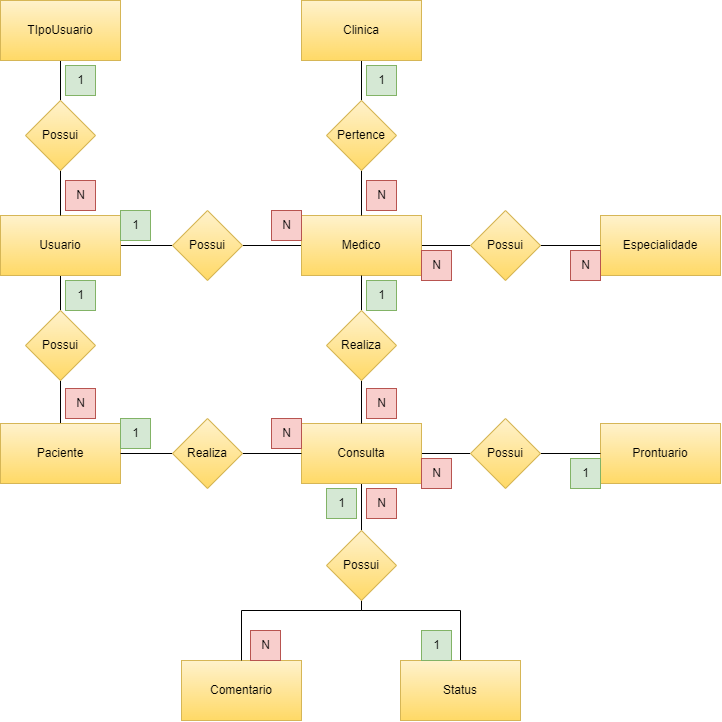 TIpoUsuario
Clinica
1
1
Possui
Pertence
N
N
Usuario
1
Possui
N
Medico
N
Possui
N
Especialidade
1
1
Possui
Realiza
N
N
Paciente
1
Realiza
N
Consulta
N
Possui
1
Prontuario
1
N
Possui
N
1
Comentario
Status